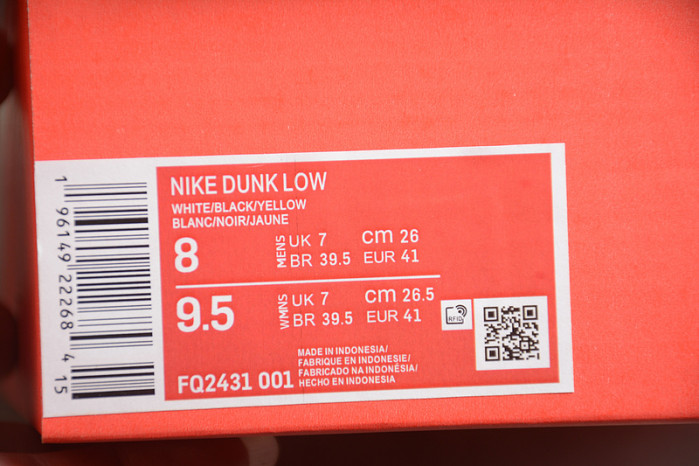 NIKE DUNK LOW
WHITE/BLACK/YELLOW
BLANC/NOIR/JAUNE
8 MENS UK 7 cm 26
BR 39.5 EUR 41
9.5 WMNS UK 7 cm 26.5
BR 39.5 EUR 41
RFID
MADE IN INDONESIA/
FABRIQUE EN INDONESIE/
FABRICADO NA INDONÉSIA/
HECHO EN INDONESIA
FQ2431 001
1 96149 22268 4 15